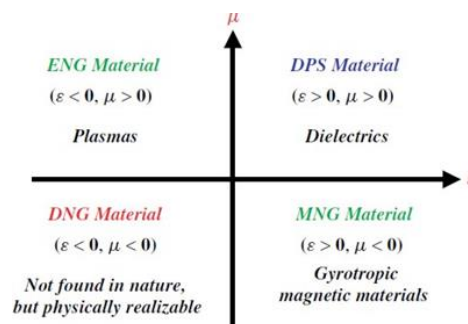 μ
ENG Material
(ε < 0, μ > 0)
Plasmas
DPS Material
(ε > 0, μ > 0)
Dielectrics
DNG Material
(ε < 0, μ < 0)
Not found in nature,
but physically realizable
MNG Material
(ε > 0, μ < 0)
Gyrotropic
magnetic materials